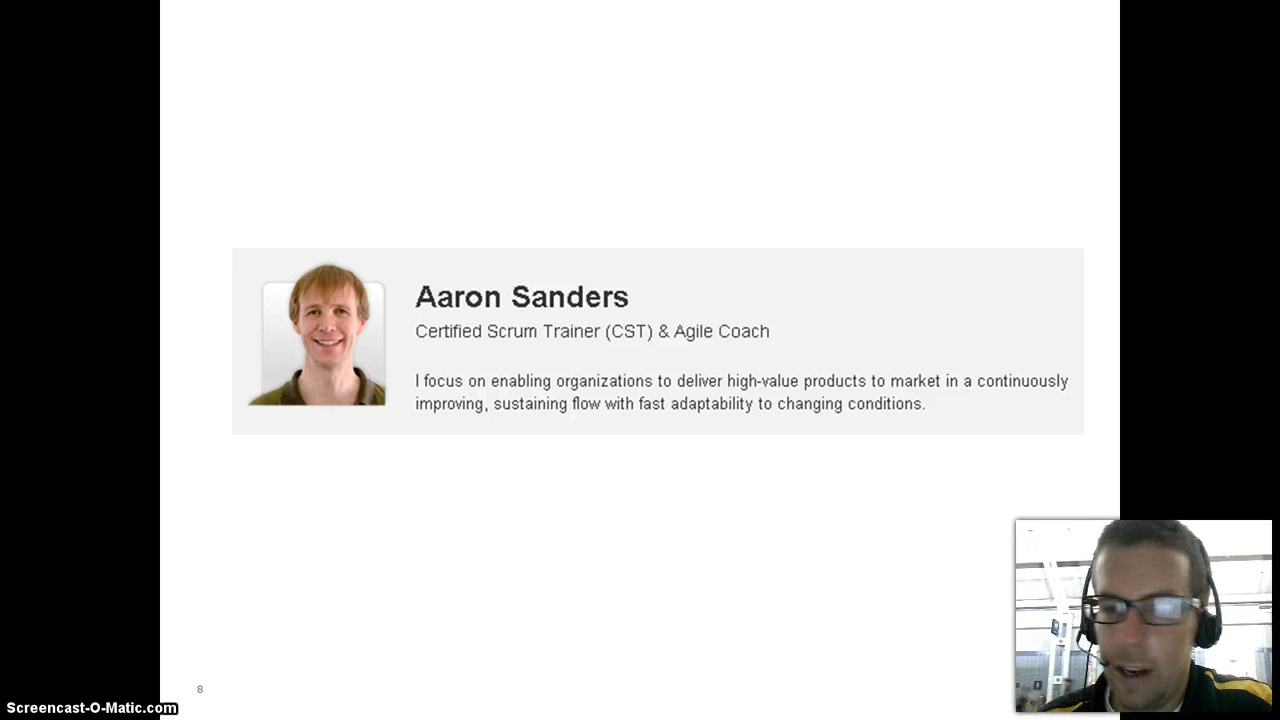 Aaron Sanders
Certified Scrum Trainer (CST) & Agile Coach
I focus on enabling organizations to deliver high-value products to market in a continuously
improving, sustaining flow with fast adaptability to changing conditions.
8
Screencast-O-Matic.com